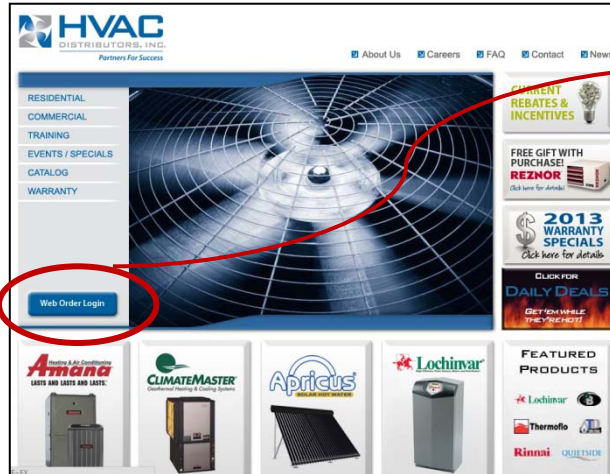 HVAC
DISTRIBUTORS, INC.
Partners For Success
About Us
Careers
FAQ
Contact
News
RESIDENTIAL
COMMERCIAL
TRAINING
EVENTS / SPECIALS
CATALOG
WARRANTY
Web Order Login
CURRENT
REBATES &
INCENTIVES
FREE GIFT WITH
PURCHASE!
REZNOR
Click here for details!
$ 2013
WARRANTY
SPECIALS
Click here for details
CLICK FOR
DAILY DEALS
GET 'EM WHILE
THEY'RE HOT!
Heating & Air Conditioning
Amana
LASTS AND LASTS AND LASTS.
CLIMATEMASTER
Geothermal Heating & Cooling Systems
Apricus
SOLAR HOT WATER
Lochinvar
FEATURED
PRODUCTS
Lochinvar
Thermoflo
Rinnai
QUIETSIDE